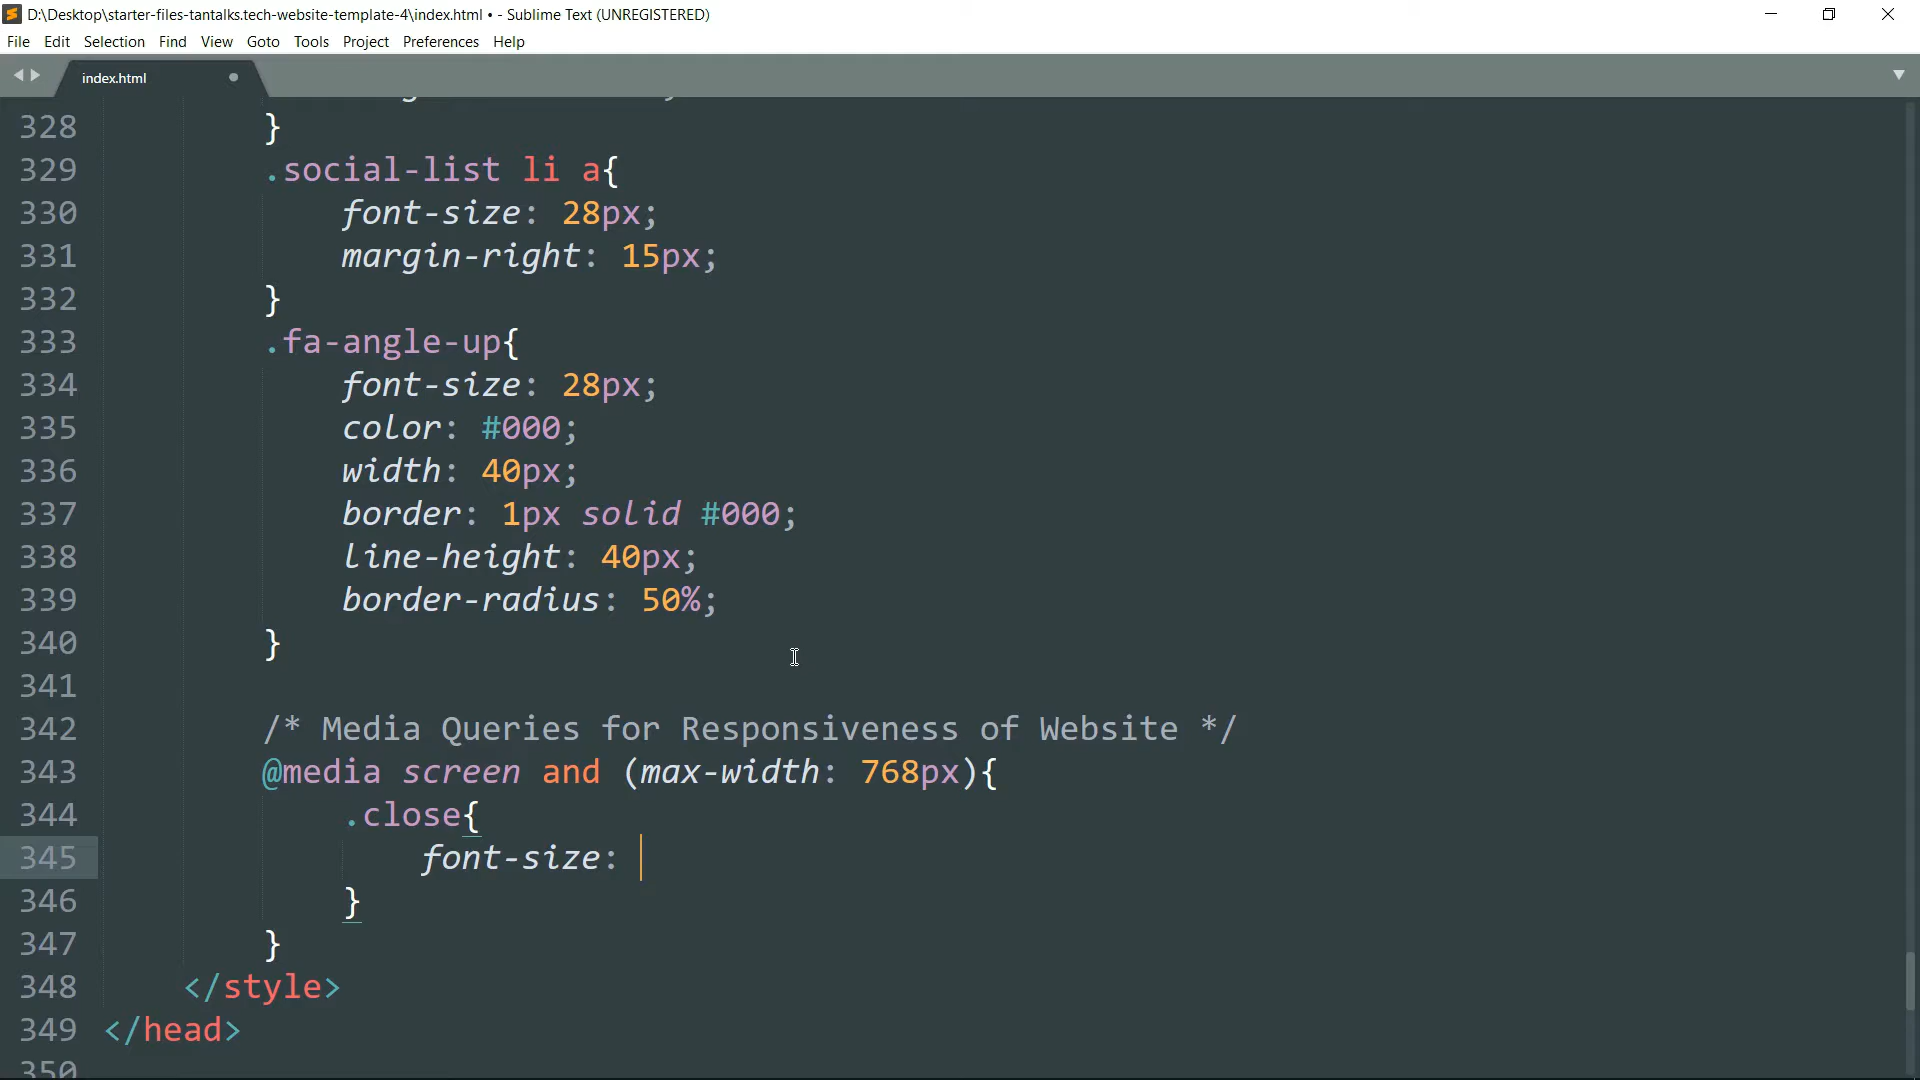 D:\Desktop\starter-files-tantalks.tech-website-template-4\index.html • - Sublime Text (UNREGISTERED)
File Edit Selection Find View Goto Tools Project Preferences Help
index.html
328 }
329 .social-list li a{
330 font-size: 28px;
331 margin-right: 15px;
332 }
333 .fa-angle-up{
334 font-size: 28px;
335 color: #000;
336 width: 40px;
337 border: 1px solid #000;
338 line-height: 40px;
339 border-radius: 50%;
340 }
341
342 /* Media Queries for Responsiveness of Website */
343 @media screen and (max-width: 768px){
344 .close{
345 font-size:
346 }
347 }
348 </style>
349 </head>
350